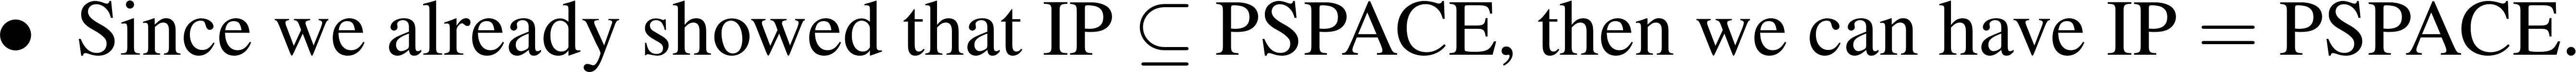 • Since we already showed that IP ⊆ PSPACE, then we can have IP = PSPACE.